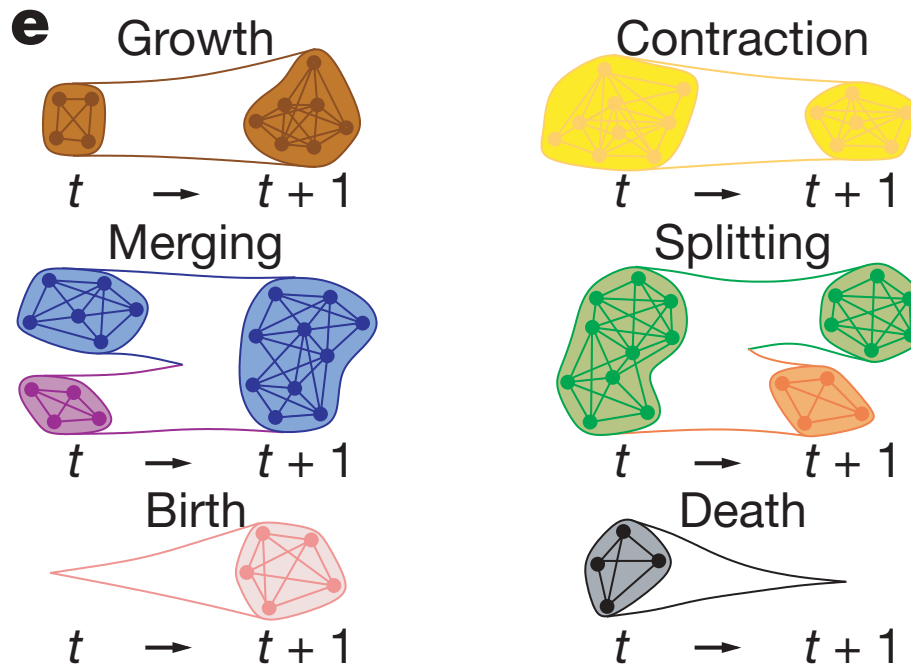 e
Growth
Contraction
t → t + 1
t → t + 1
Merging
Splitting
t → t + 1
t → t + 1
Birth
Death
t → t + 1
t → t + 1